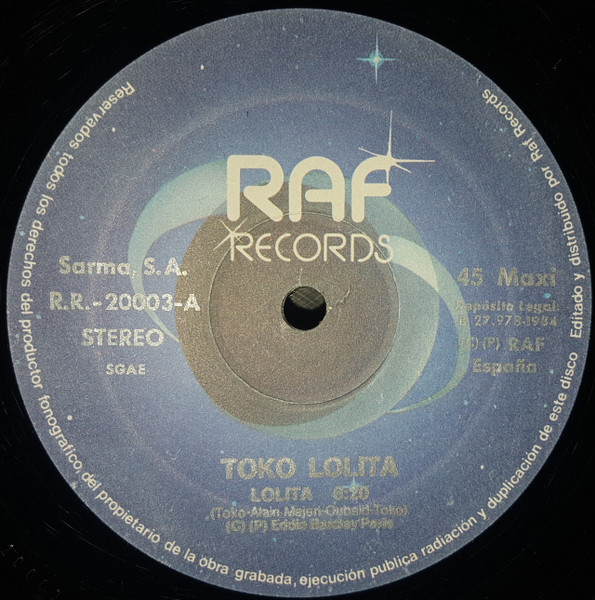 RAF
RECORDS
Sarma, S.A.
R.R.-20003-A
STEREO
SGAE
45 Maxi
Depósito Legal:
B 27.978-1984
(C) (P) RAF
España
TOKO LOLITA
LOLITA 6:20
(Toko-Alain Mejeri-Oubaid-Toko)
(C) (P) Eddie Barclay Paris
Reservados todos los derechos del productor fonografico, del propietario de la obra grabada, ejecución publica radiación y duplicación de este disco Editado y distribuido por Raf Records